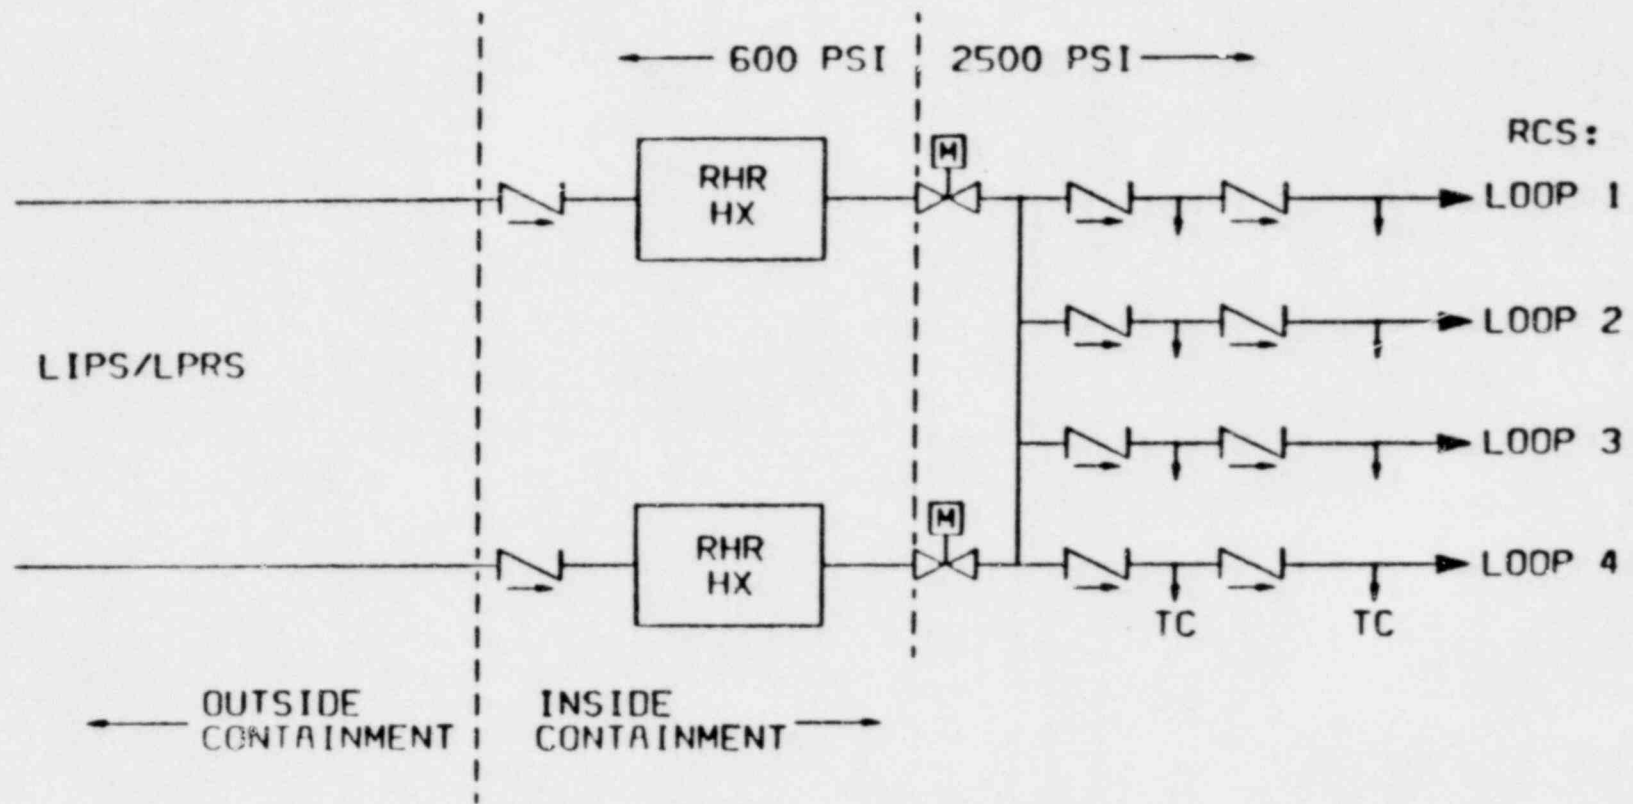 600 PSI
2500 PSI
RCS:
M
RHR
HX
LOOP 1
LOOP 2
LIPS/LPRS
LOOP 3
M
RHR
HX
LOOP 4
TC
TC
OUTSIDE
CONTAINMENT
INSIDE
CONTAINMENT